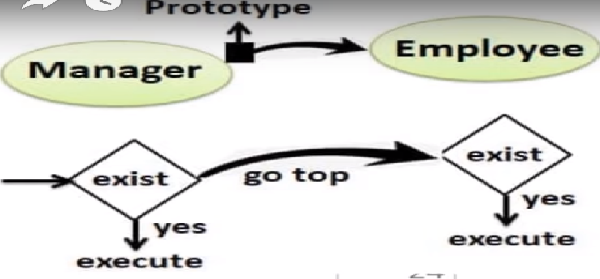 Prototype
Manager
Employee
exist
go top
exist
yes
execute
yes
execute